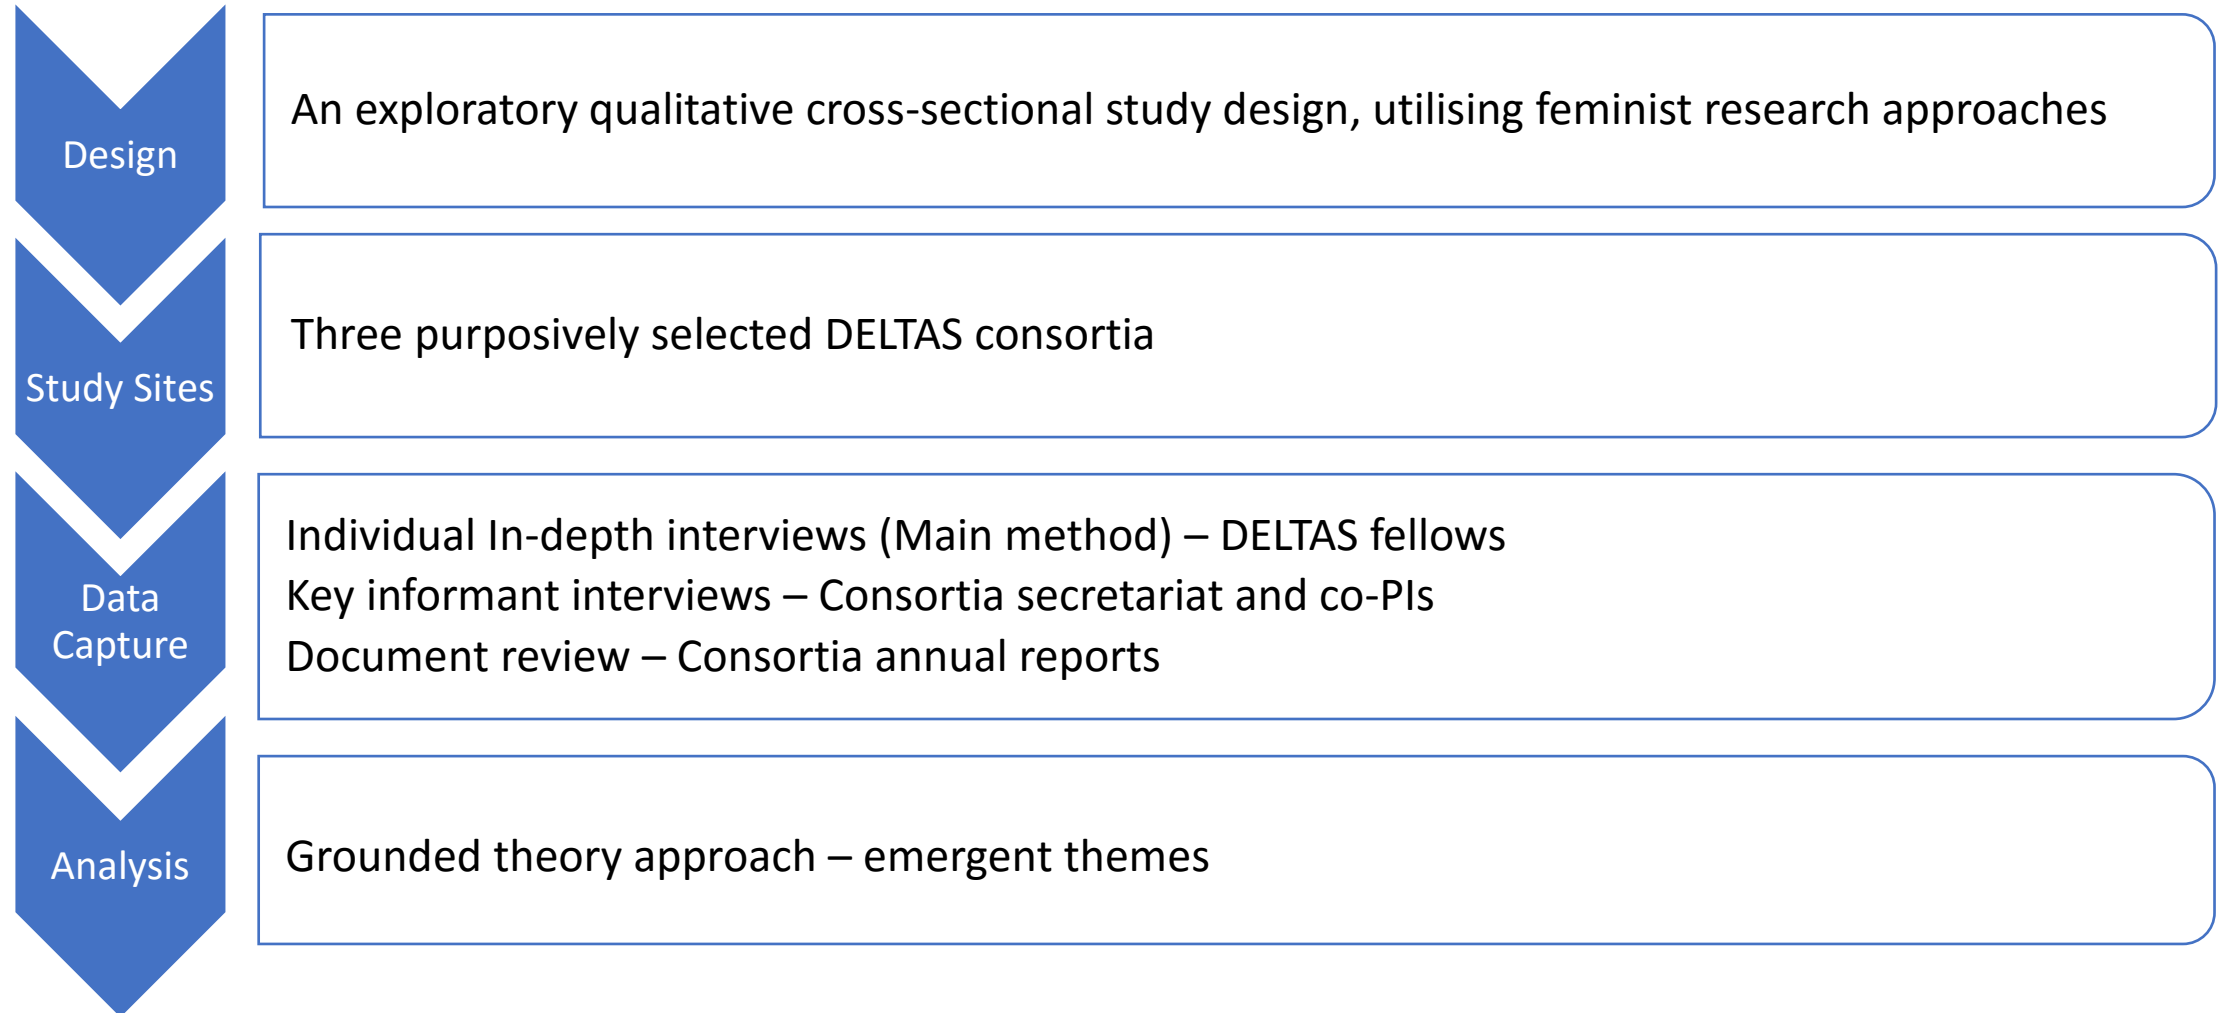 Design
An exploratory qualitative cross-sectional study design, utilising feminist research approaches
Study Sites
Three purposively selected DELTAS consortia
Data
Capture
Individual In-depth interviews (Main method) – DELTAS fellows
Key informant interviews – Consortia secretariat and co-PIs
Document review – Consortia annual reports
Analysis
Grounded theory approach – emergent themes